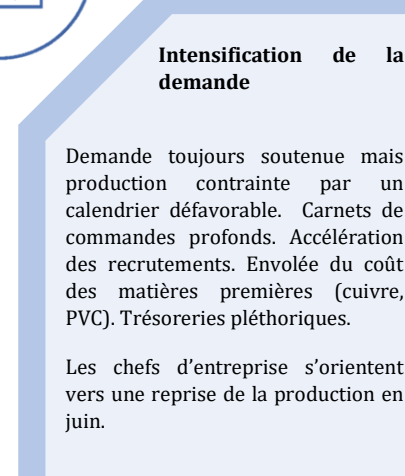 Intensification de la
demande
Demande toujours soutenue mais
production contrainte par un
calendrier défavorable. Carnets de
commandes profonds. Accélération
des recrutements. Envolée du coût
des matières premières (cuivre,
PVC). Trésoreries pléthoriques.
Les chefs d’entreprise s’orientent
vers une reprise de la production en
juin.